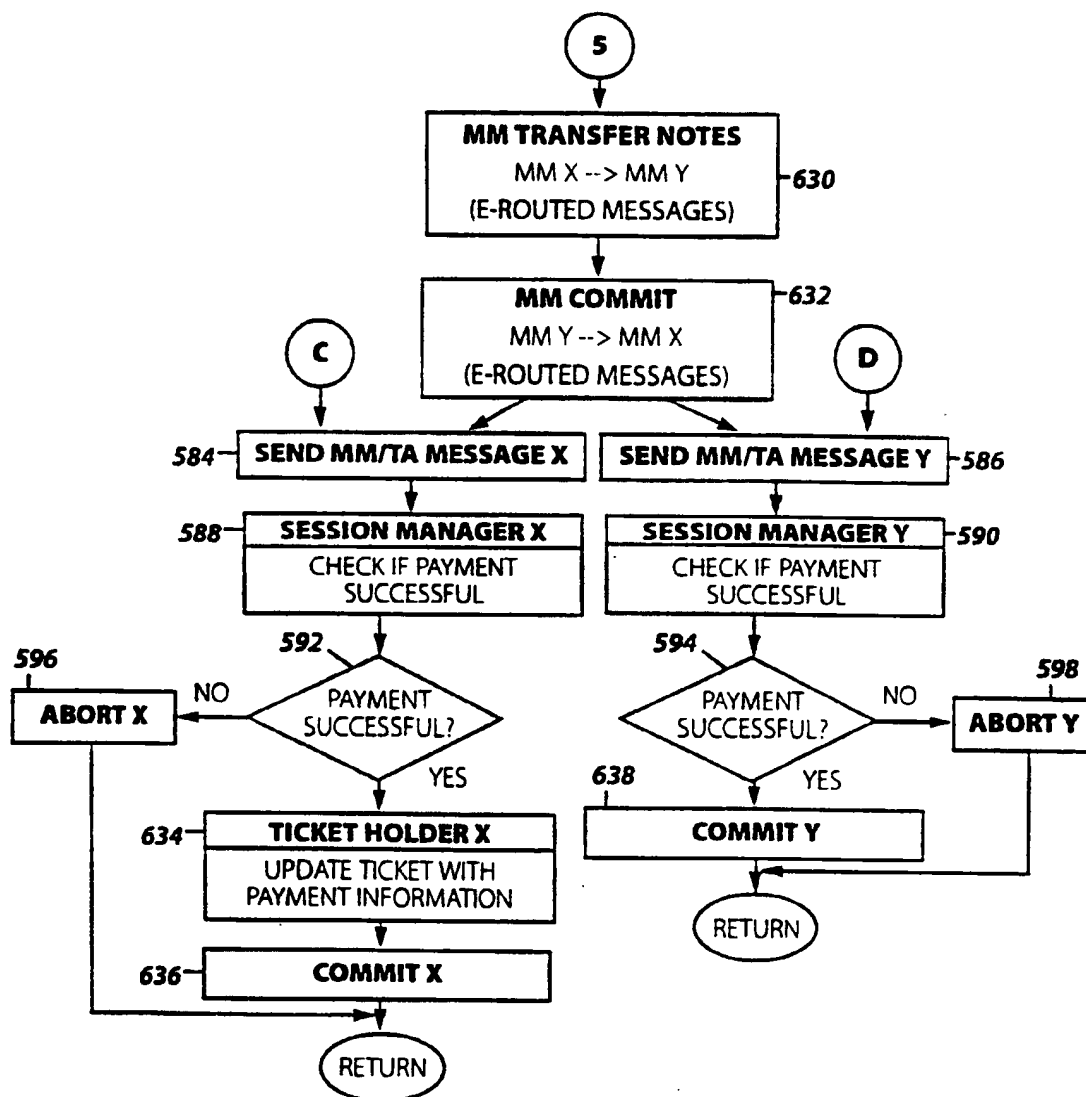 5
MM TRANSFER NOTES
MM X --> MM Y
(E-ROUTED MESSAGES)
630
MM COMMIT
MM Y --> MM X
(E-ROUTED MESSAGES)
632
C
D
584
SEND MM/TA MESSAGE X
SEND MM/TA MESSAGE Y
586
588
SESSION MANAGER X
CHECK IF PAYMENT
SUCCESSFUL
SESSION MANAGER Y
590
CHECK IF PAYMENT
SUCCESSFUL
592
PAYMENT
SUCCESSFUL?
NO
YES
596
ABORT X
594
PAYMENT
SUCCESSFUL?
NO
YES
598
ABORT Y
634
TICKET HOLDER X
UPDATE TICKET WITH
PAYMENT INFORMATION
638
COMMIT Y
RETURN
636
COMMIT X
RETURN